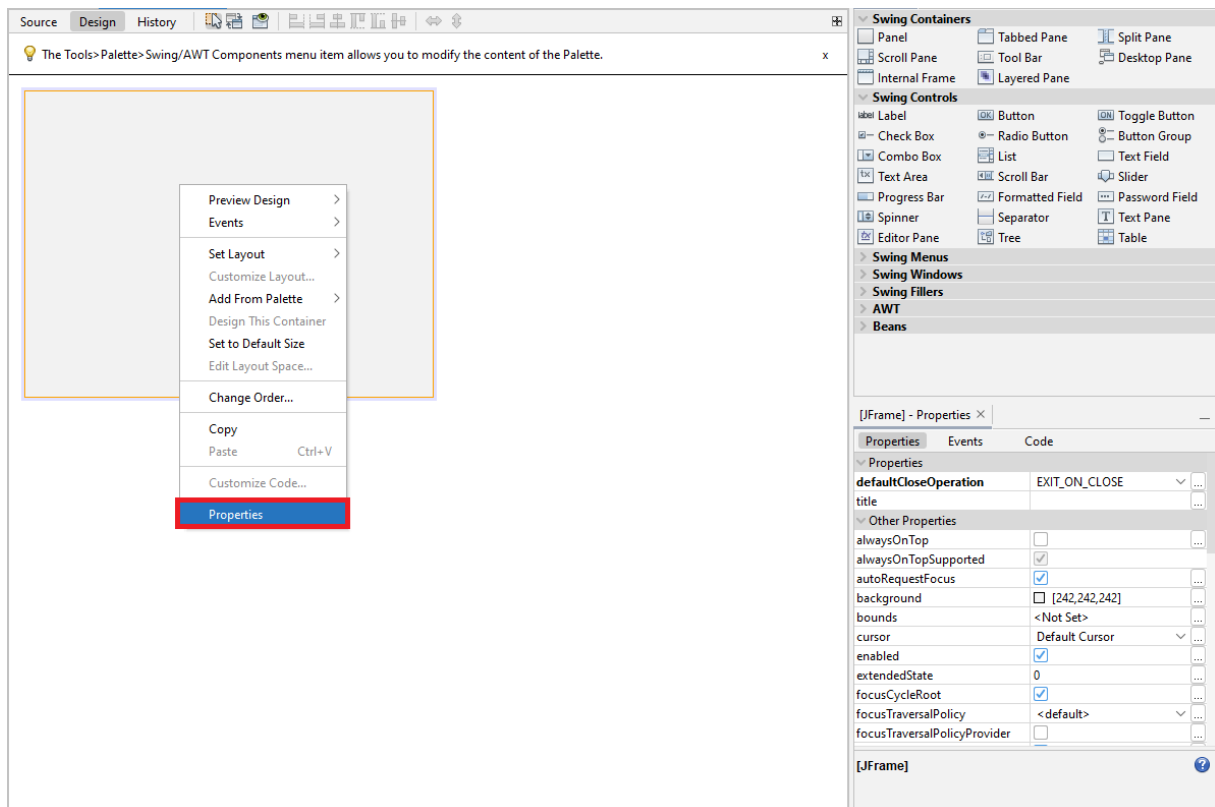 Source Design History
The Tools>Palette>Swing/AWT Components menu item allows you to modify the content of the Palette. x
Preview Design >
Events >
Set Layout >
Customize Layout...
Add From Palette >
Design This Container
Set to Default Size
Edit Layout Space...
Change Order...
Copy
Paste Ctrl+V
Customize Code...
Properties
Swing Containers
Panel Tabbed Pane Split Pane
Scroll Pane Tool Bar Desktop Pane
Internal Frame Layered Pane
Swing Controls
label Label OK Button ON Toggle Button
Check Box Radio Button Button Group
Combo Box List Text Field
tx Text Area Scroll Bar Slider
Progress Bar Formatted Field Password Field
Spinner Separator T Text Pane
Editor Pane Tree Table
Swing Menus
Swing Windows
Swing Fillers
AWT
Beans
[JFrame] - Properties ×
Properties Events Code
Properties
defaultCloseOperation EXIT_ON_CLOSE ...
title ...
Other Properties
alwaysOnTop ...
alwaysOnTopSupported
autoRequestFocus ...
background [242,242,242] ...
bounds <Not Set> ...
cursor Default Cursor ...
enabled ...
extendedState 0 ...
focusCycleRoot ...
focusTraversalPolicy <default> ...
focusTraversalPolicyProvider ...
[JFrame] ?